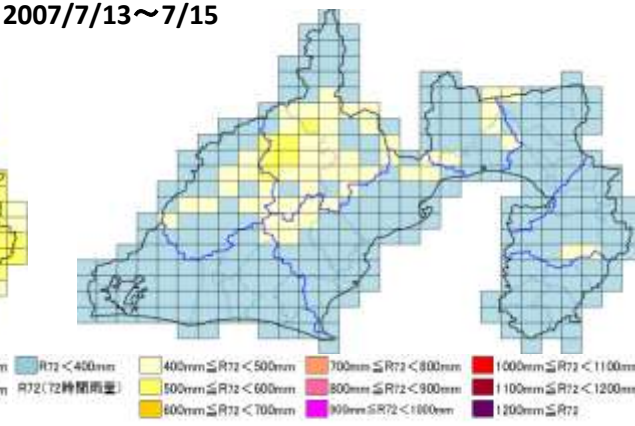 2007/7/13～7/15
m R72＜400mm 400mm≦R72＜500mm 700mm≦R72＜800mm 1000mm≦R72＜1100mm
m R72(72時間雨量) 500mm≦R72＜600mm 800mm≦R72＜900mm 1100mm≦R72＜1200mm
600mm≦R72＜700mm 900mm≦R72＜1000mm 1200mm≦R72